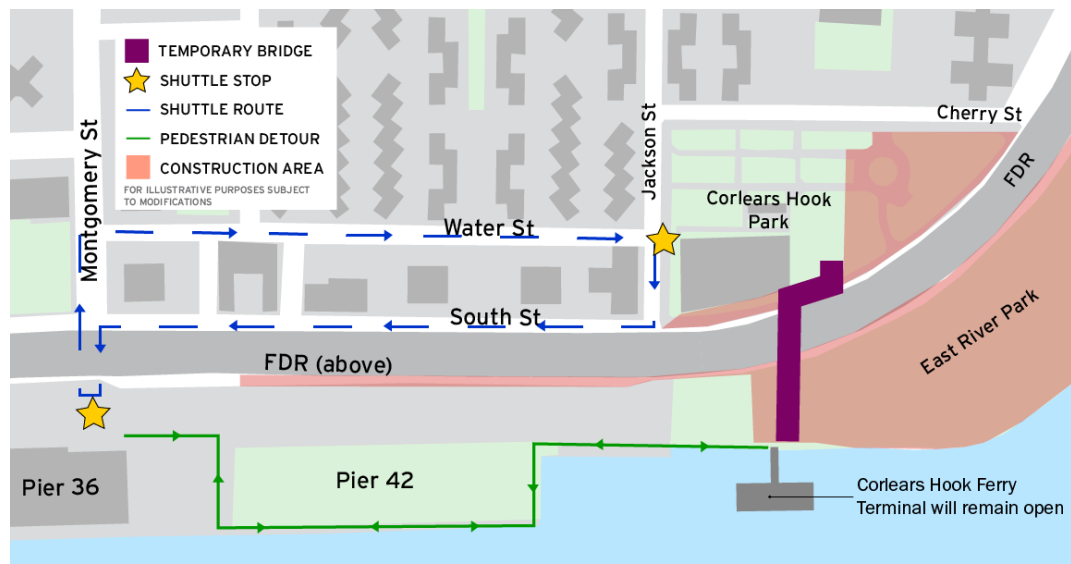 TEMPORARY BRIDGE
SHUTTLE STOP
SHUTTLE ROUTE
PEDESTRIAN DETOUR
CONSTRUCTION AREA
FOR ILLUSTRATIVE PURPOSES SUBJECT
TO MODIFICATIONS
Montgomery St
Jackson St
Cherry St
FDR
Corlears Hook
Park
Water St
South St
FDR (above)
East River Park
Pier 36
Pier 42
Corlears Hook Ferry
Terminal will remain open